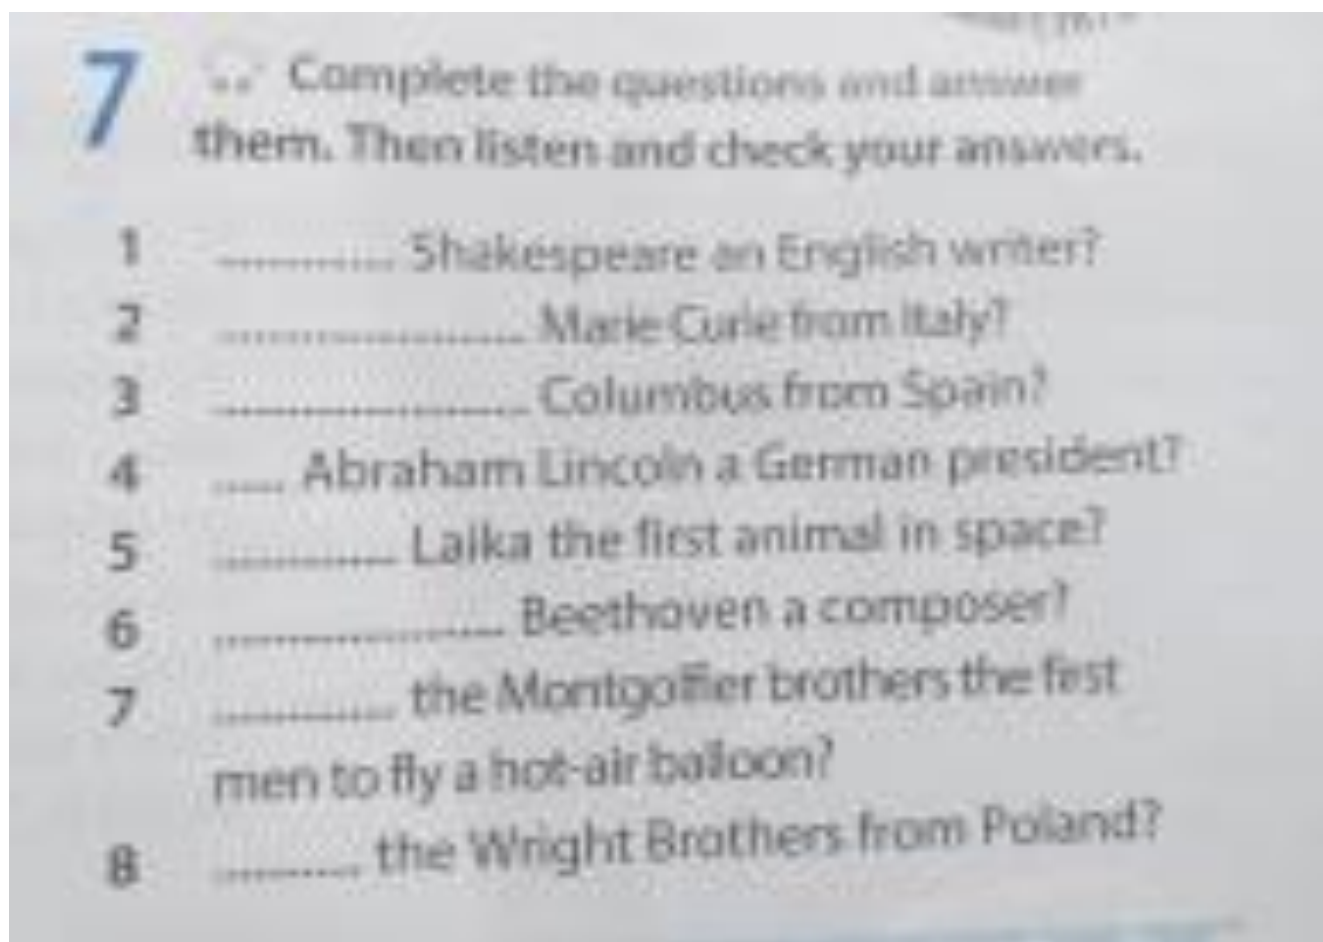 7 Complete the questions and answer
them. Then listen and check your answers.
1 ............ Shakespeare an English writer?
2 ..................... Marie Curie from Italy?
3 ..................... Columbus from Spain?
4 ..... Abraham Lincoln a German president?
5 ............ Laika the first animal in space?
6 .................... Beethoven a composer?
7 ............ the Montgolfier brothers the first
men to fly a hot-air balloon?
8 .......... the Wright Brothers from Poland?